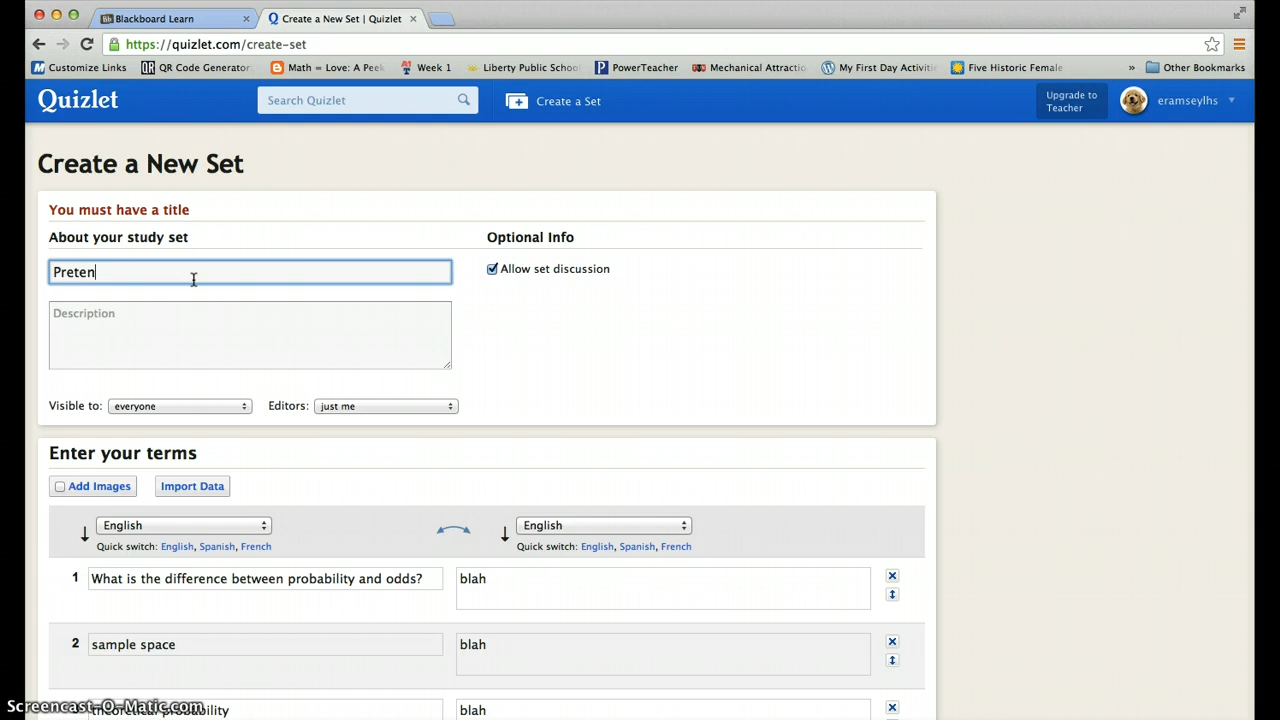 Blackboard Learn
Create a New Set | Quizlet
https://quizlet.com/create-set
Customize Links
QR Code Generator
Math = Love: A Peek
Week 1
Liberty Public School
PowerTeacher
Mechanical Attractio
My First Day Activitie
Five Historic Female
»
Other Bookmarks
Quizlet
Search Quizlet
Create a Set
Upgrade to
Teacher
eramseylhs
Create a New Set
You must have a title
About your study set
Optional Info
Preten
Allow set discussion
Description
Visible to: everyone
Editors: just me
Enter your terms
Add Images
Import Data
English
English
Quick switch: English, Spanish, French
Quick switch: English, Spanish, French
1 What is the difference between probability and odds?
blah
2 sample space
blah
3 theoretical probability
blah
Screencast-O-Matic.com